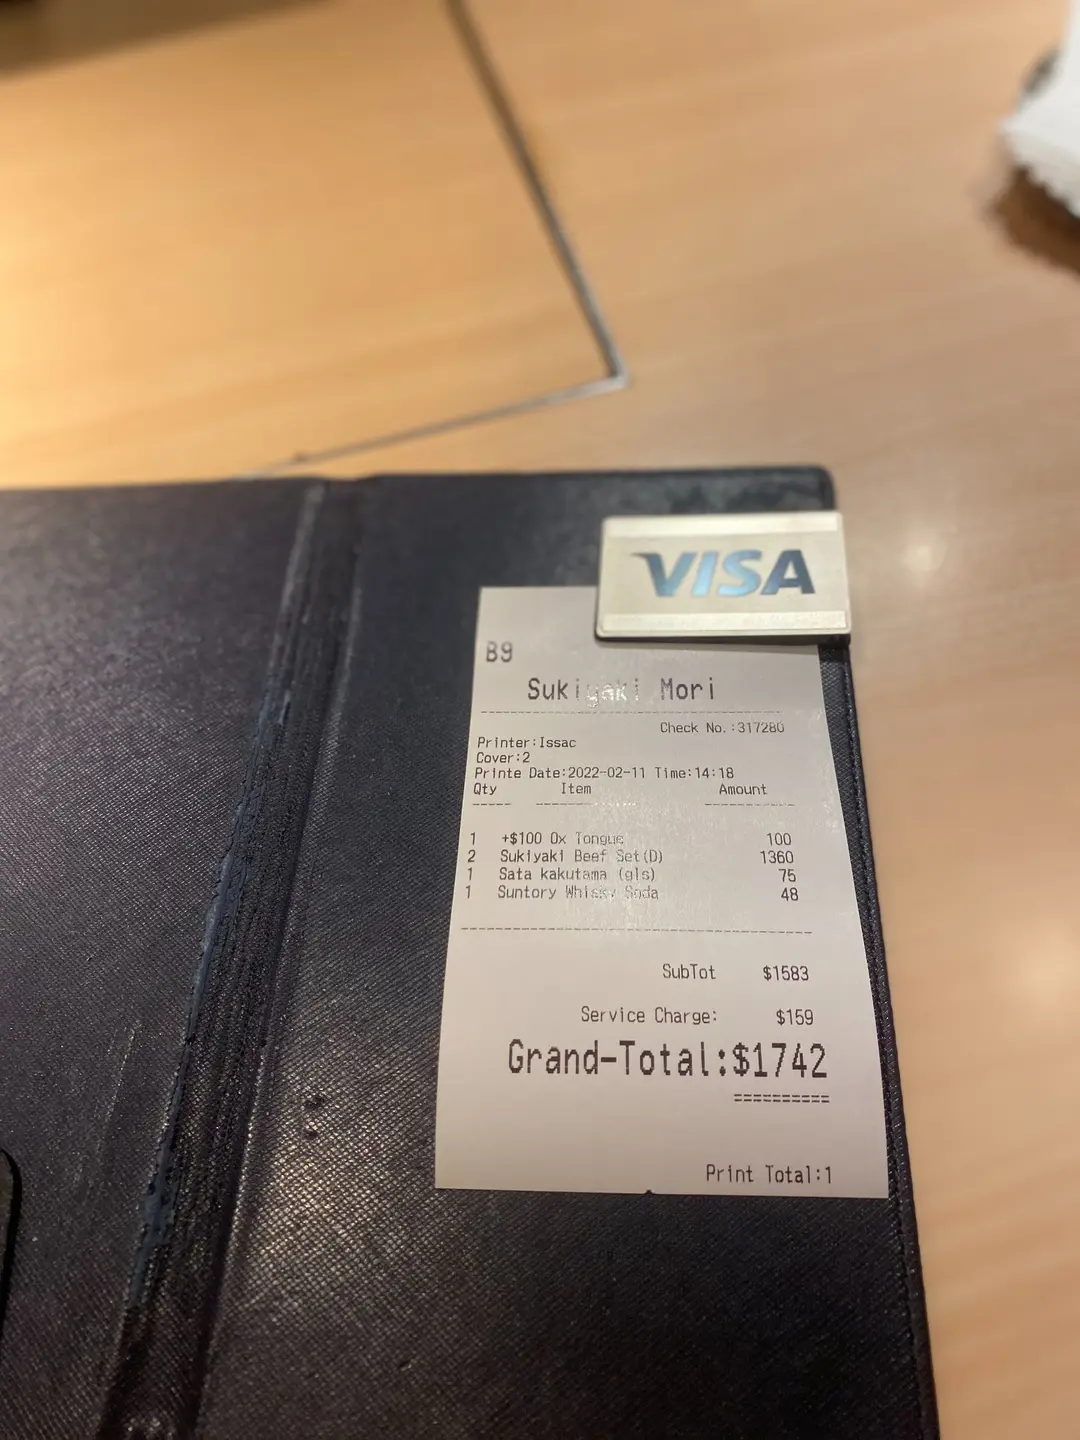 VISA
B9
Sukiyaki Mori
Check No.:317280
Printer:Issac
Cover:2
Printe Date:2022-02-11 Time:14:18
Qty Item Amount
1 +$100 Ox Tongue 100
2 Sukiyaki Beef Set(D) 1360
1 Sata kakutama (gls) 75
1 Suntory Whisky Soda 48
SubTot $1583
Service Charge: $159
Grand-Total:$1742
==========
Print Total:1